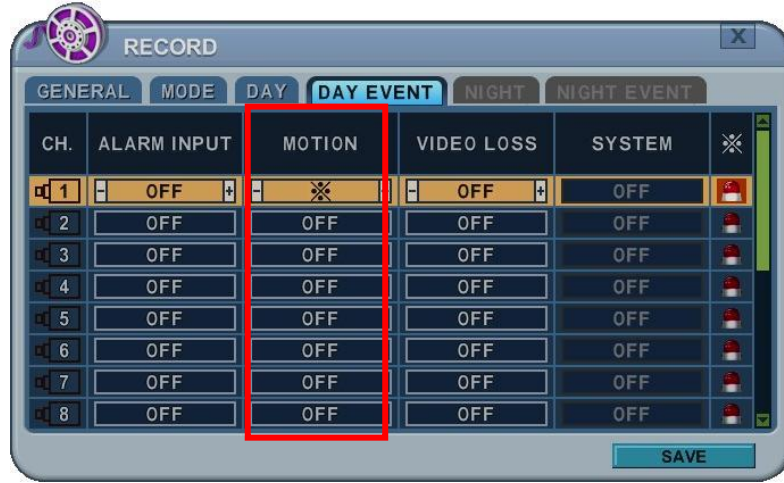 RECORD
X
GENERAL MODE DAY DAY EVENT NIGHT NIGHT EVENT
CH. ALARM INPUT MOTION VIDEO LOSS SYSTEM ※
1 - OFF + - ※ - OFF + OFF
2 OFF OFF OFF OFF
3 OFF OFF OFF OFF
4 OFF OFF OFF OFF
5 OFF OFF OFF OFF
6 OFF OFF OFF OFF
7 OFF OFF OFF OFF
8 OFF OFF OFF OFF
SAVE